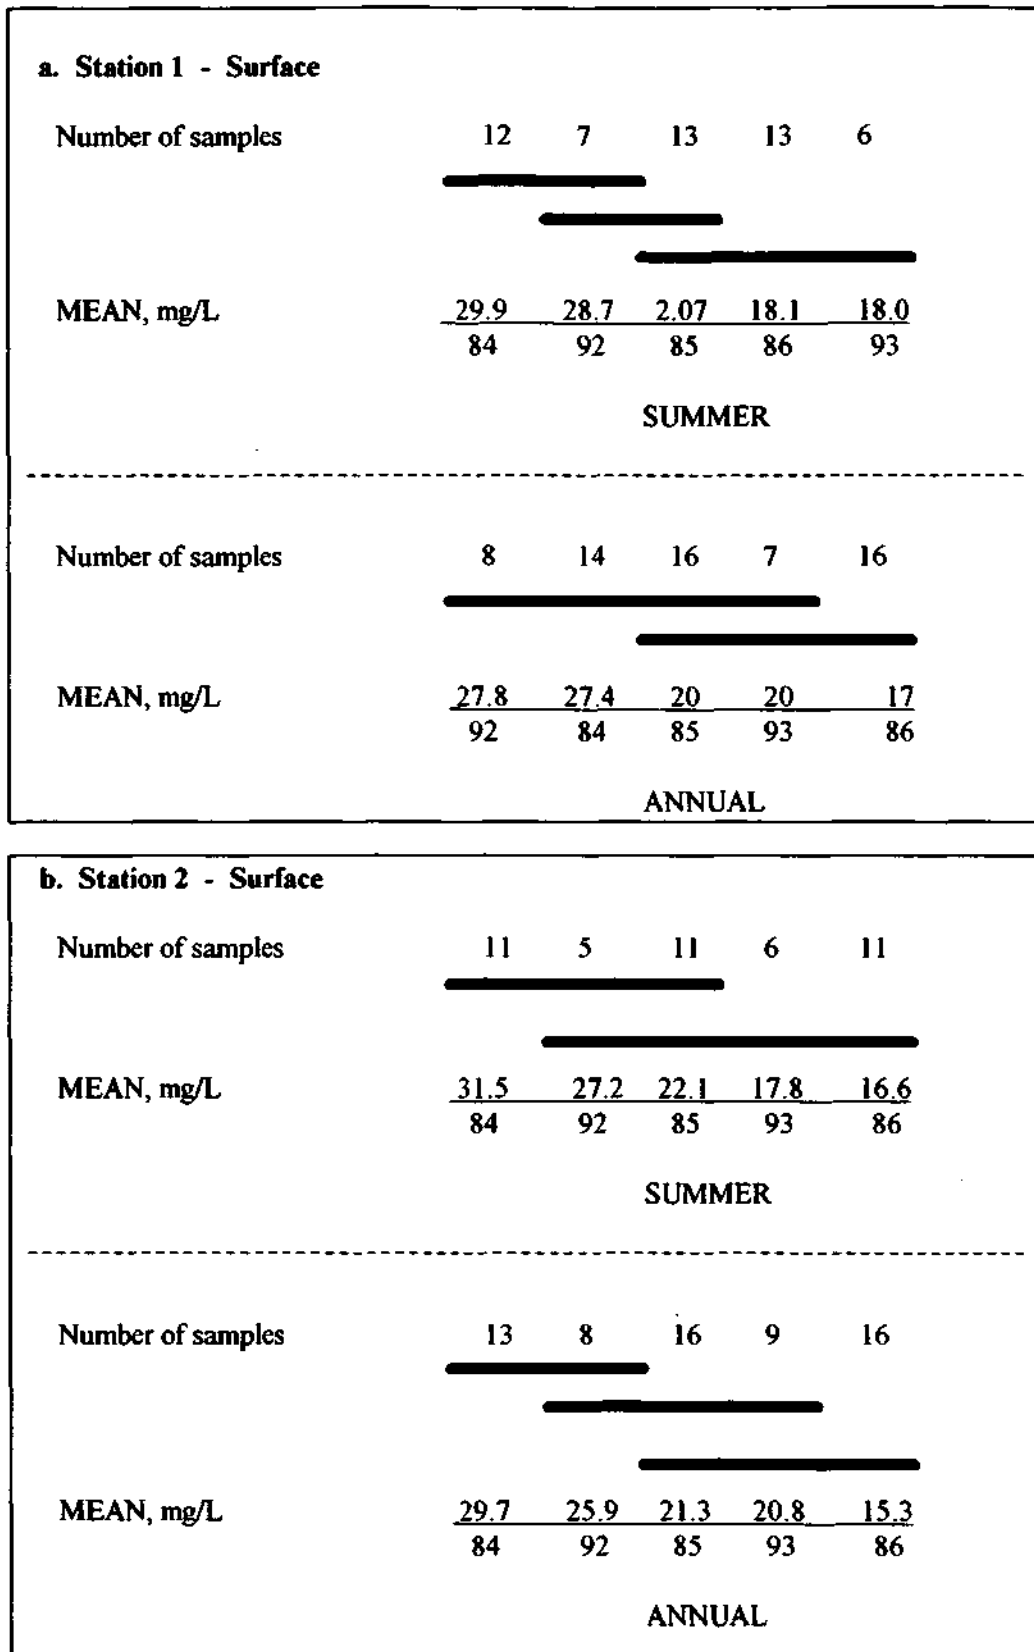 a. Station 1 - Surface
Number of samples 12 7 13 13 6
MEAN, mg/L 29.9 28.7 2.07 18.1 18.0
84 92 85 86 93
SUMMER
Number of samples 8 14 16 7 16
MEAN, mg/L 27.8 27.4 20 20 17
92 84 85 93 86
ANNUAL
b. Station 2 - Surface
Number of samples 11 5 11 6 11
MEAN, mg/L 31.5 27.2 22.1 17.8 16.6
84 92 85 93 86
SUMMER
Number of samples 13 8 16 9 16
MEAN, mg/L 29.7 25.9 21.3 20.8 15.3
84 92 85 93 86
ANNUAL